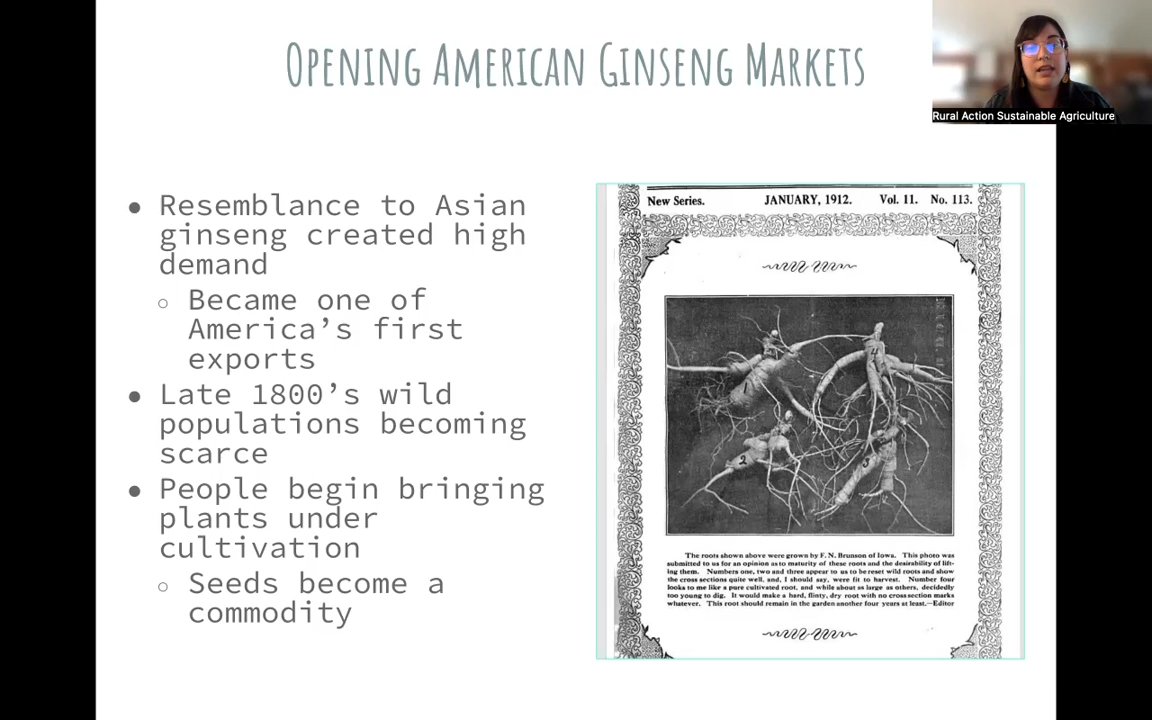 OPENING AMERICAN GINSENG MARKETS
Rural Action Sustainable Agriculture
● Resemblance to Asian
ginseng created high
demand
○ Became one of
America’s first
exports
● Late 1800’s wild
populations becoming
scarce
● People begin bringing
plants under
cultivation
○ Seeds become a
commodity
New Series. JANUARY, 1912. Vol. 11. No. 113.
1
4
2
3
The roots shown above were grown by F. N. Brunson of Iowa. This photo was
submitted to us for an opinion as to maturity of these roots and the desirability of lift-
ing them. Numbers one, two and three appear to us to be reset wild roots and show
the cross sections quite well, and, I should say, were fit to harvest. Number four
looks to me like a pure cultivated root, and while about as large as others, decidedly
too young to dig. It would make a hard, flinty, dry root with no cross section marks
whatever. This root should remain in the garden another four years at least.—Editor